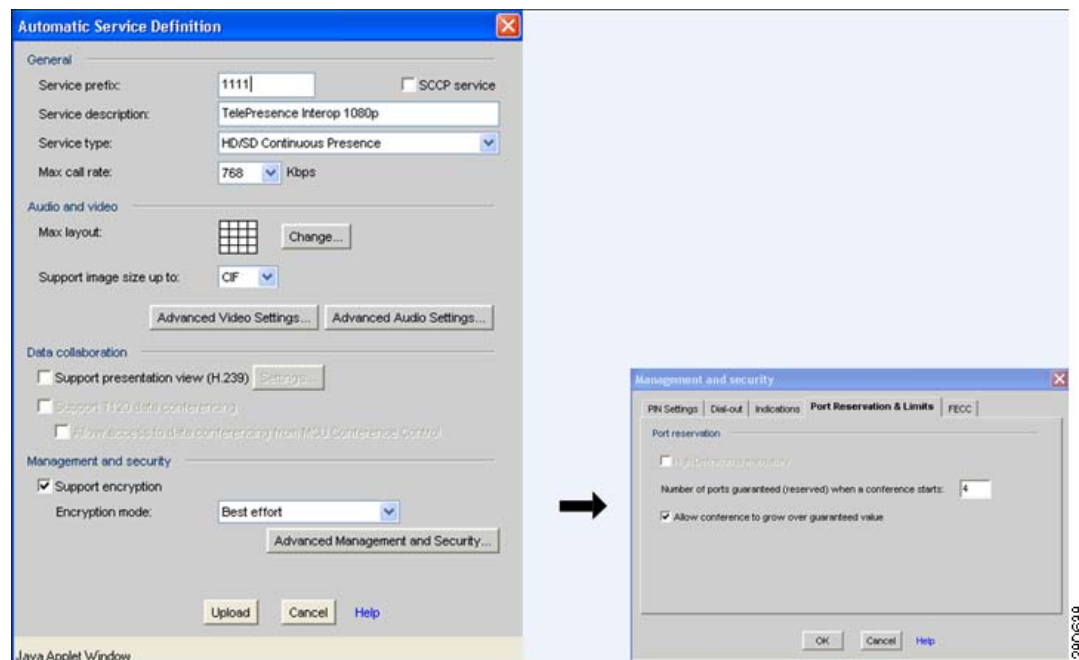 Automatic Service Definition
General
Service prefix: 1111 SCCP service
Service description: TelePresence Interop 1080p
Service type: HD/SD Continuous Presence
Max call rate: 768 Kbps
Audio and video
Max layout: Change...
Support image size up to: CIF
Advanced Video Settings... Advanced Audio Settings...
Data collaboration
Support presentation view (H.239) Settings...
Support T120 data conferencing
Allow access to data conferencing from MCU Conference Control
Management and security
Support encryption
Encryption mode: Best effort
Advanced Management and Security...
Upload Cancel Help
Java Applet Window
Management and security
PIN Settings Dial-out Indications Port Reservation & Limits FECC
Port reservation
Number of ports guaranteed (reserved) when a conference starts: 4
Allow conference to grow over guaranteed value
OK Cancel Help